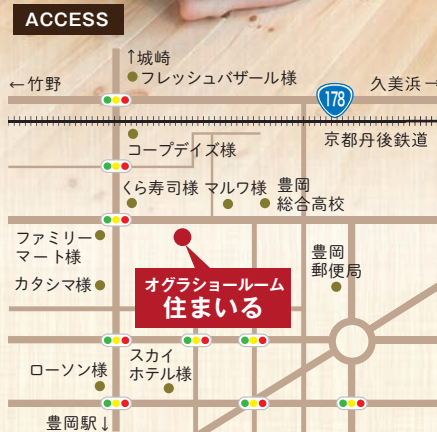 ACCESS
↑城崎
フレッシュバザール様
←竹野
久美浜→
178
京都丹後鉄道
コープデイズ様
くら寿司様
マルワ様
豊岡
総合高校
ファミリー
マート様
カタシマ様
オグラショールーム
住まいる
豊岡
郵便局
ローソン様
スカイ
ホテル様
豊岡駅↓